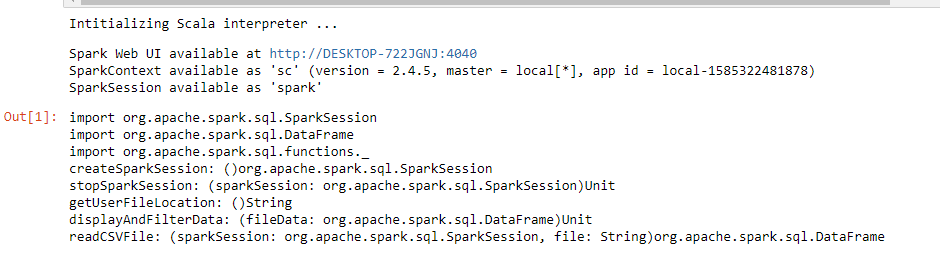 Intitializing Scala interpreter ...
Spark Web UI available at http://DESKTOP-722JGNJ:4040
SparkContext available as 'sc' (version = 2.4.5, master = local[*], app id = local-1585322481878)
SparkSession available as 'spark'
Out[1]: import org.apache.spark.sql.SparkSession
import org.apache.spark.sql.DataFrame
import org.apache.spark.sql.functions._
createSparkSession: ()org.apache.spark.sql.SparkSession
stopSparkSession: (sparkSession: org.apache.spark.sql.SparkSession)Unit
getUserFileLocation: ()String
displayAndFilterData: (fileData: org.apache.spark.sql.DataFrame)Unit
readCSVFile: (sparkSession: org.apache.spark.sql.SparkSession, file: String)org.apache.spark.sql.DataFrame